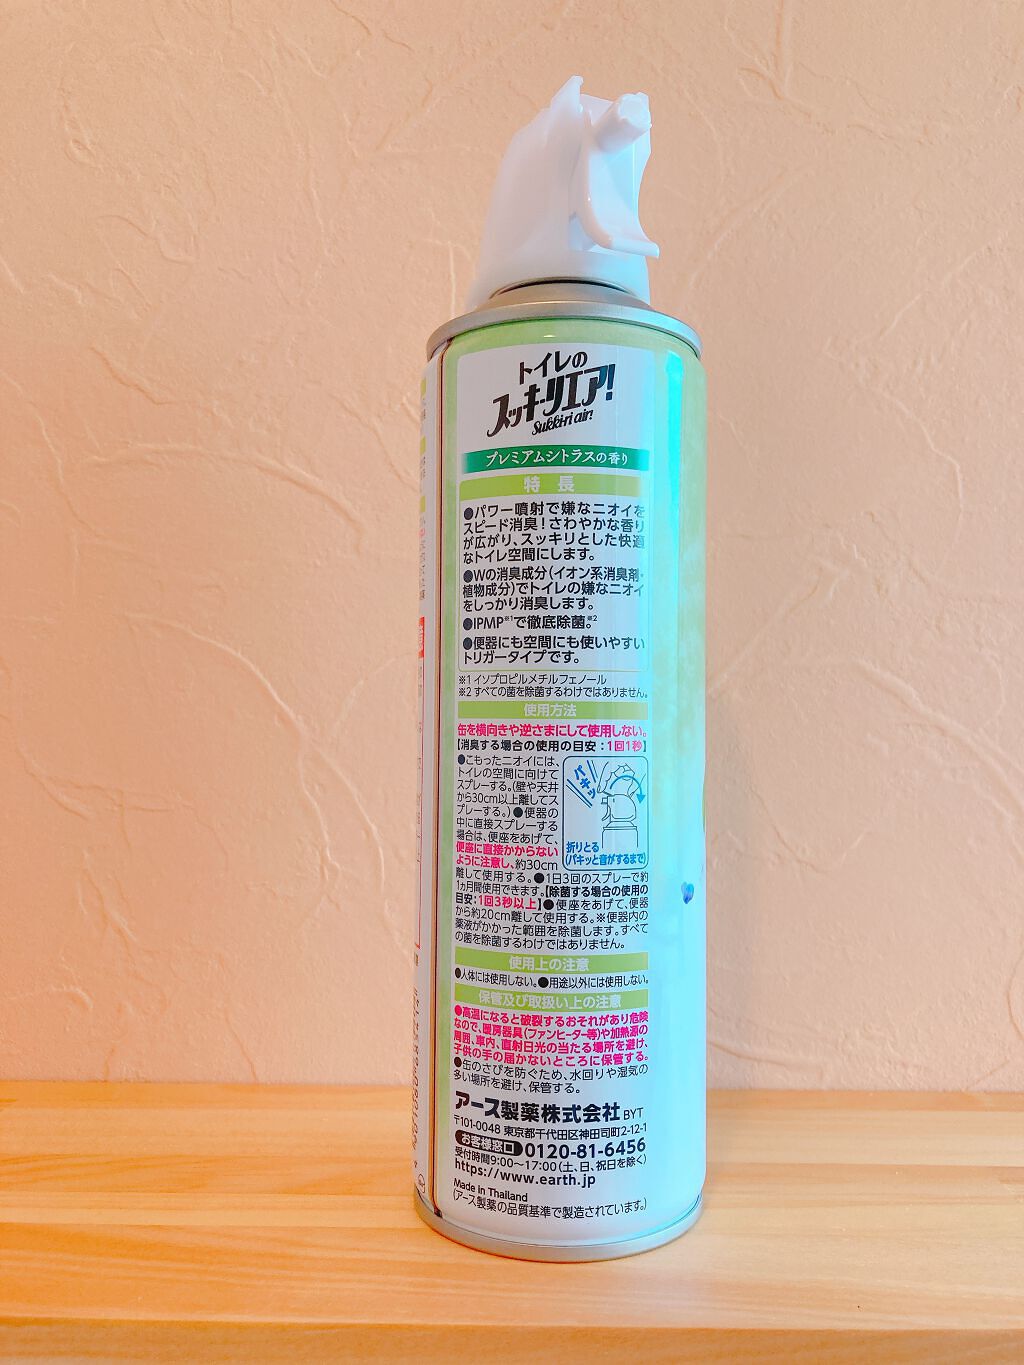 トイレの
スッキーリエア!
Sukki-ri air!
プレミアムシトラスの香り
特 長
●パワー噴射で嫌なニオイを
スピード消臭!さわやかな香り
が広がり、スッキリとした快適
なトイレ空間にします。
●Wの消臭成分(イオン系消臭剤・
植物成分)でトイレの嫌なニオイ
をしっかり消臭します。
●IPMP※1で徹底除菌。※2
●便器にも空間にも使いやすい
トリガータイプです。
※1 イソプロピルメチルフェノール
※2 すべての菌を除菌するわけではありません。
使用方法
缶を横向きや逆さまにして使用しない。
【消臭する場合の使用の目安:1回1秒】
●こもったニオイには、
トイレの空間に向けて
スプレーする。(壁や天井
から30cm以上離してス
プレーする。)●便器の
中に直接スプレーする
場合は、便座をあげて、
便座に直接かからない
ように注意し、約30cm
離して使用する。●1日3回のスプレーで約
1ヵ月間使用できます。【除菌する場合の使用の
目安:1回3秒以上】●便座をあげて、便器
から約20cm離して使用する。※便器内の
薬液がかかった範囲を除菌します。すべて
の菌を除菌するわけではありません。
パキッ
折りとる
(パキッと音がするまで)
使用上の注意
●人体には使用しない。●用途以外には使用しない。
保管及び取扱い上の注意
●高温になると破裂するおそれがあり危険
なので、暖房器具(ファンヒーター等)や加熱源の
周囲、車内、直射日光の当たる場所を避け、
子供の手の届かないところに保管する。
●缶のさびを防ぐため、水回りや湿気の
多い場所を避け、保管する。
アース製薬株式会社 BYT
〒101-0048 東京都千代田区神田司町2-12-1
お客様窓口 0120-81-6456
受付時間9:00〜17:00(土、日、祝日を除く)
https://www.earth.jp
Made in Thailand
(アース製薬の品質基準で製造されています。)